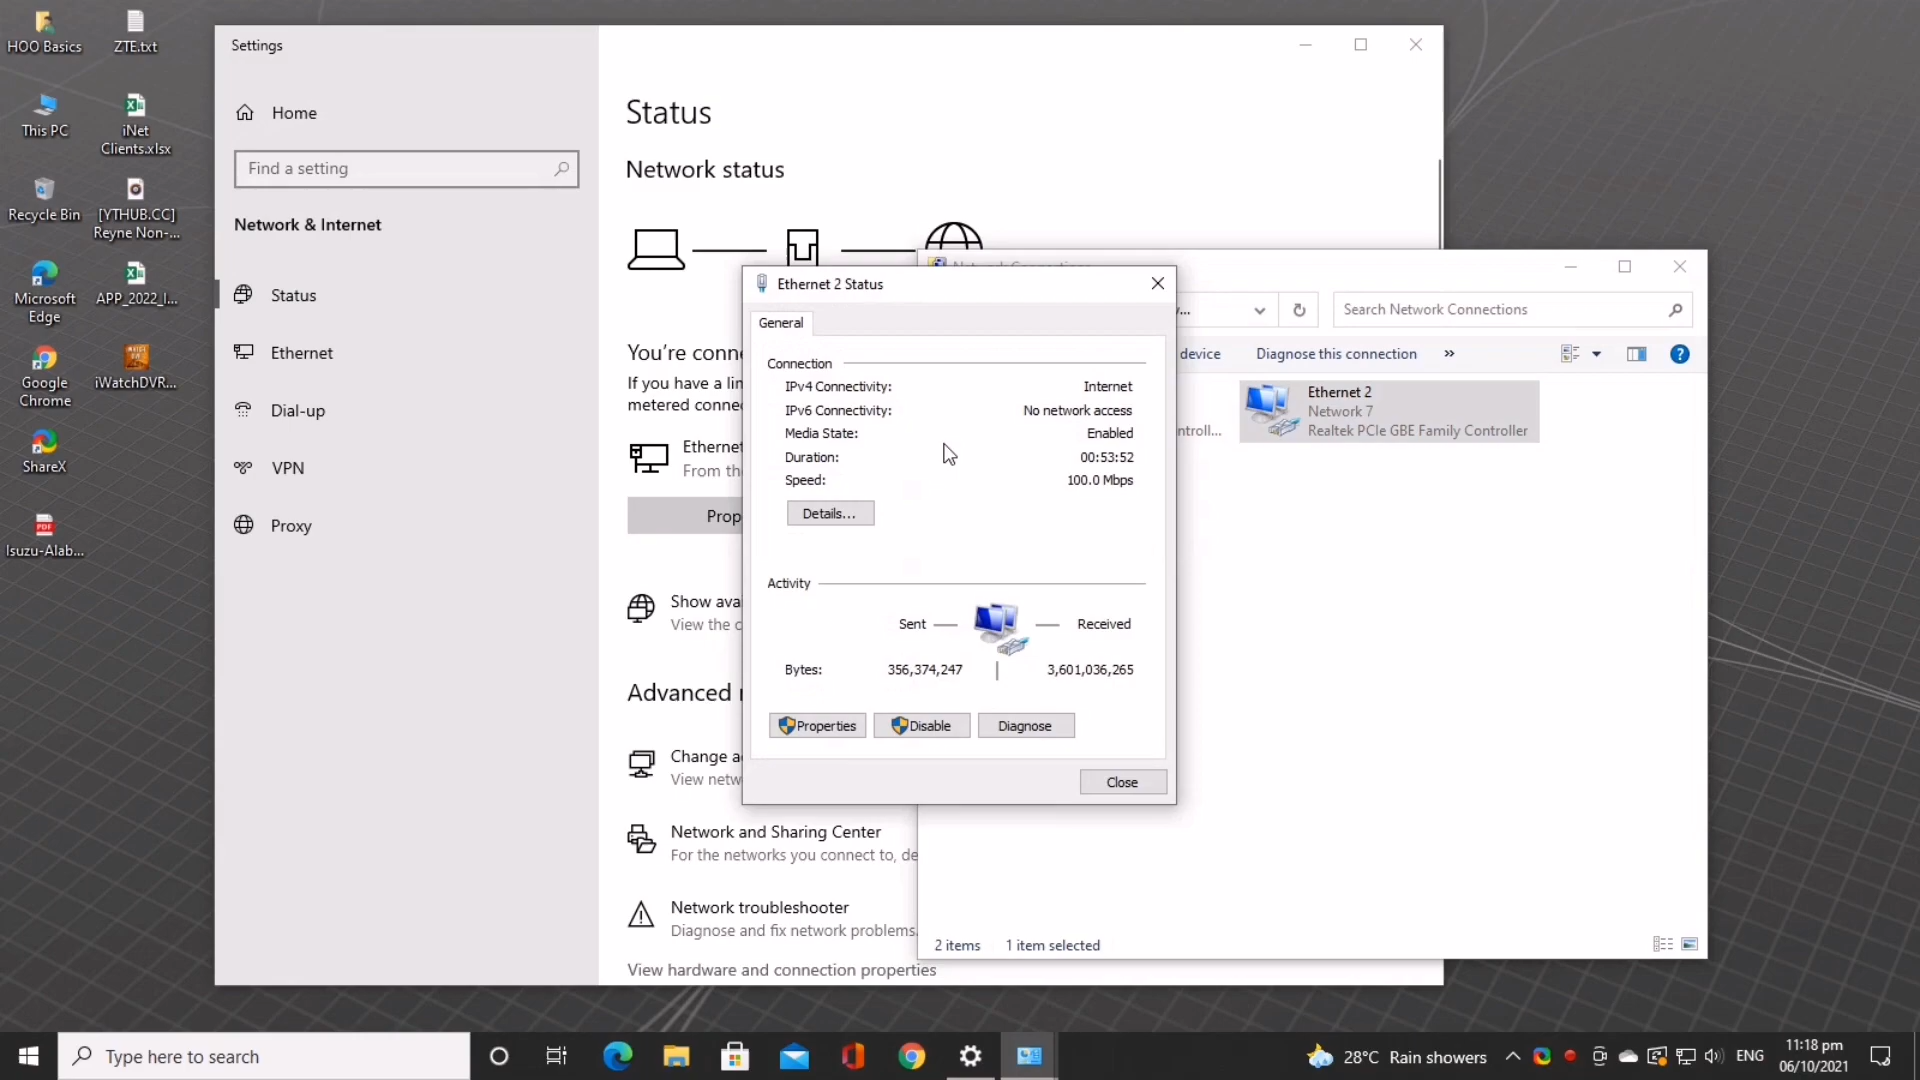 HOO Basics
ZTE.txt
This PC
iNet
Clients.xlsx
Recycle Bin
[YTHUB.CC]
Reyne Non-...
Microsoft
Edge
APP_2022_I...
Google
Chrome
iWatchDVR...
ShareX
PDF
Isuzu-Alab...
Settings
Home
Find a setting
Network & Internet
Status
Ethernet
Dial-up
VPN
Proxy
Status
Network status
You're conn
If you have a lin
metered connec
Ethernet
From th
Prop
Show avai
View the c
Advanced
Change a
View netw
Network and Sharing Center
For the networks you connect to, de
Network troubleshooter
Diagnose and fix network problems.
View hardware and connection properties
Ethernet 2 Status
General
Connection
IPv4 Connectivity: Internet
IPv6 Connectivity: No network access
Media State: Enabled
Duration: 00:53:52
Speed: 100.0 Mbps
Details...
Activity
Sent Received
Bytes: 356,374,247 3,601,036,265
Properties Disable Diagnose
Close
Search Network Connections
device Diagnose this connection »
Ethernet 2
Network 7
Realtek PCIe GBE Family Controller
ntroll...
2 items 1 item selected
Type here to search
28°C Rain showers
ENG
11:18 pm
06/10/2021